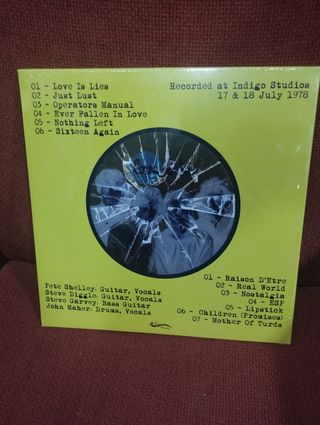 01 - Love Is Lies
02 - Just Lust
03 - Operators Manual
04 - Ever Fallen In Love
05 - Nothing Left
06 - Sixteen Again
Recorded at Indigo Studios
17 & 18 July 1978
Pete Shelley: Guitar, Vocals
Steve Diggle: Guitar, Vocals
Steve Garvey: Bass Guitar
John Maher: Drums, Vocals
01 - Raison D'Etre
02 - Real World
03 - Nostalgia
04 - ESP
05 - Lipstick
06 - Children (Promises)
07 - Mother Of Turds